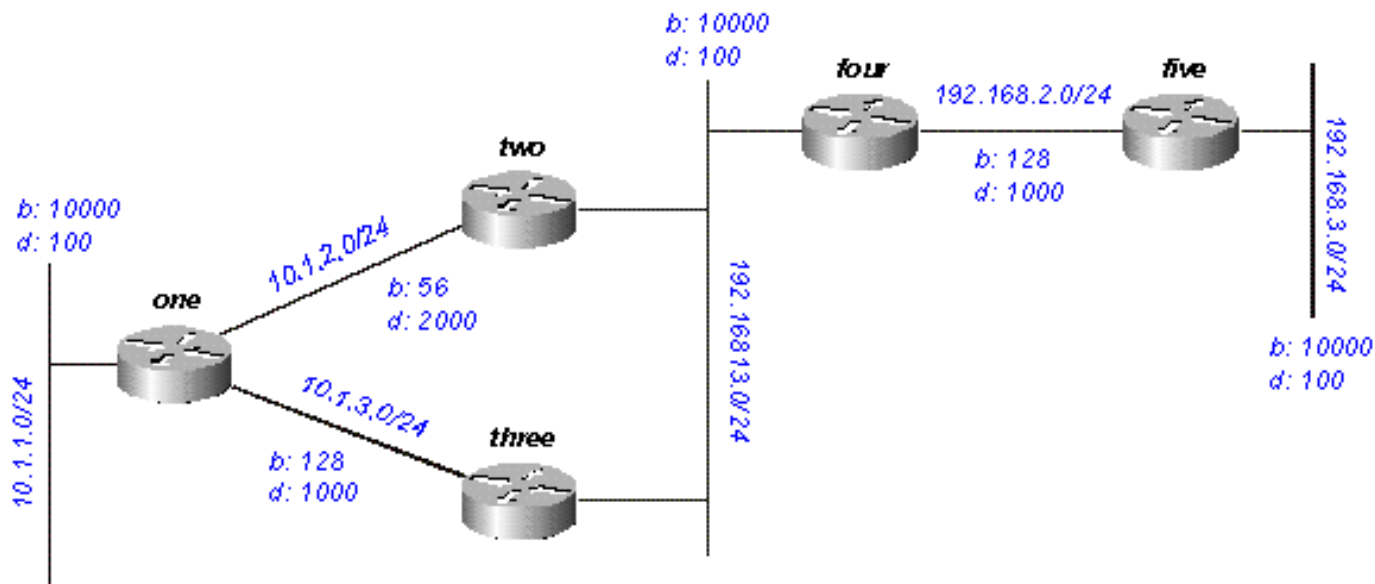 b: 10000
d: 100
four
192.168.2.0/24
five
b: 128
d: 1000
192.168.3.0/24
b: 10000
d: 100
two
b: 10000
d: 100
10.1.2.0/24
b: 56
d: 2000
one
10.1.1.0/24
10.1.3.0/24
b: 128
d: 1000
three
192.16813.0/24